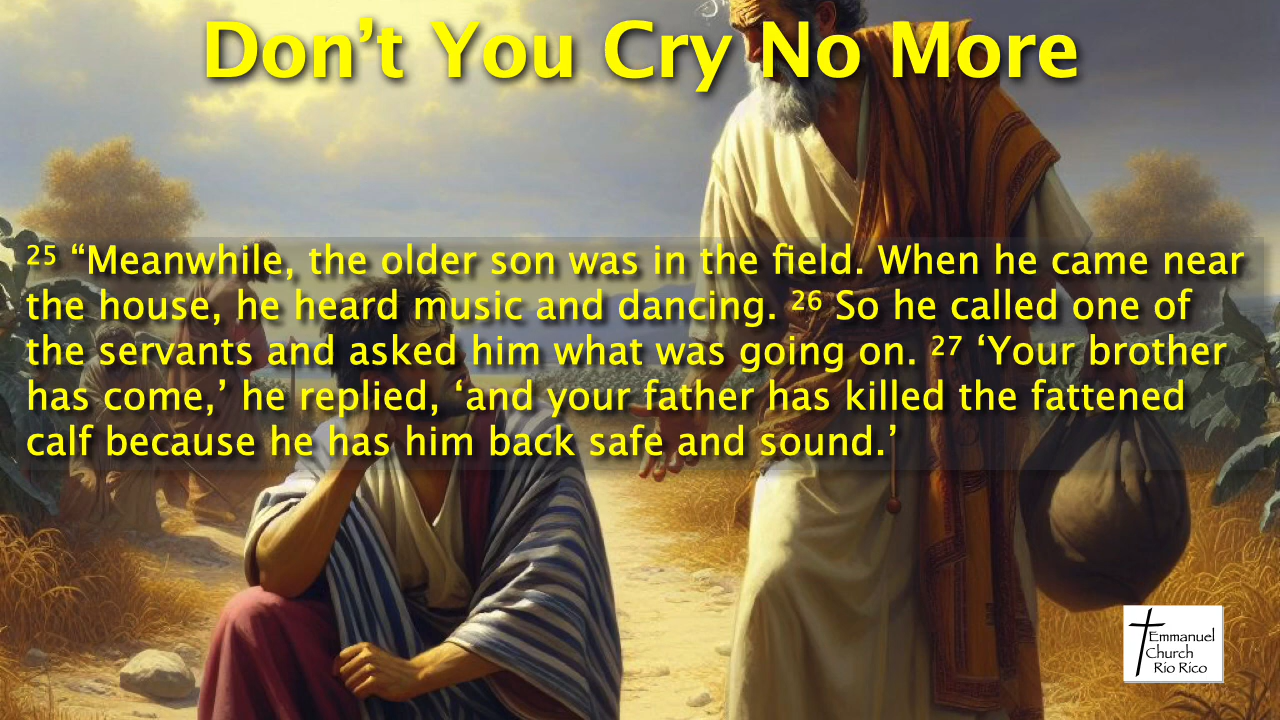 Don’t You Cry No More
25 “Meanwhile, the older son was in the field. When he came near
the house, he heard music and dancing. 26 So he called one of
the servants and asked him what was going on. 27 ‘Your brother
has come,’ he replied, ‘and your father has killed the fattened
calf because he has him back safe and sound.’
Emmanuel
Church
Rio Rico